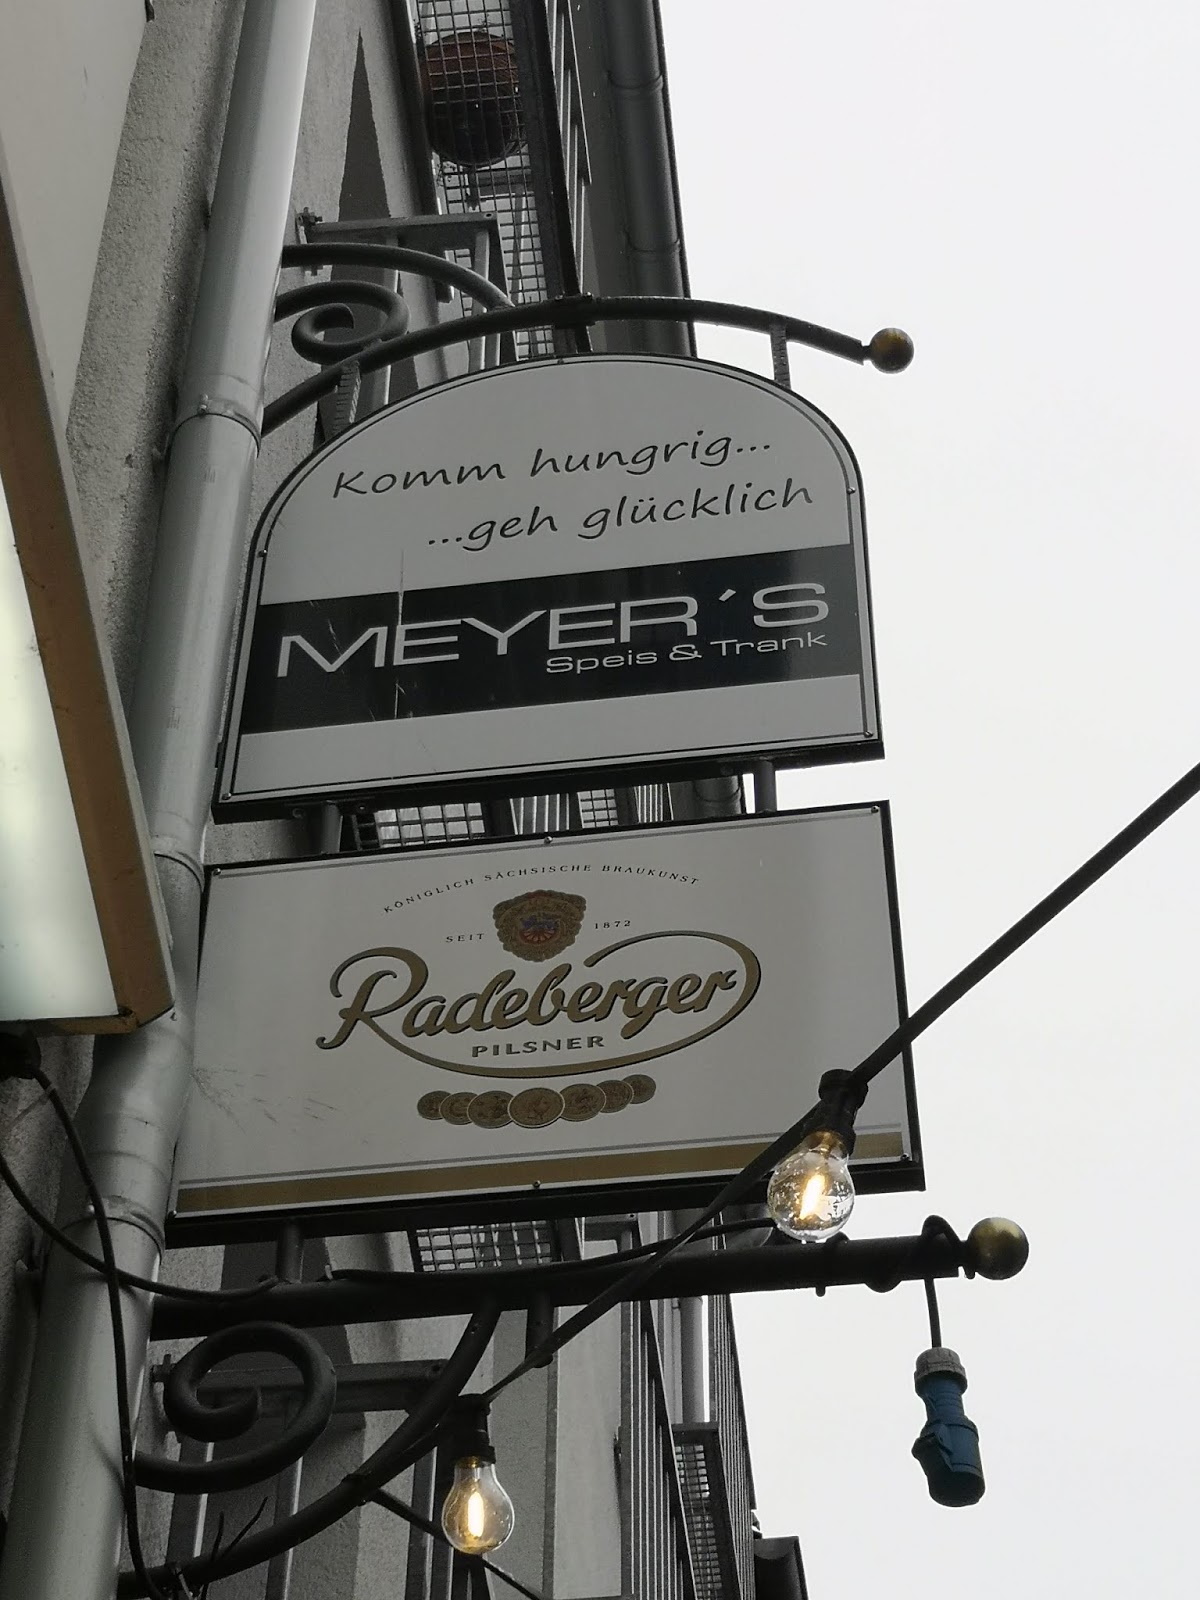 Komm hungrig...
...geh glücklich
MEYER´S
Speis & Trank
KÖNIGLICH SÄCHSISCHE BRAUKUNST
SEIT 1872
Radeberger
PILSNER